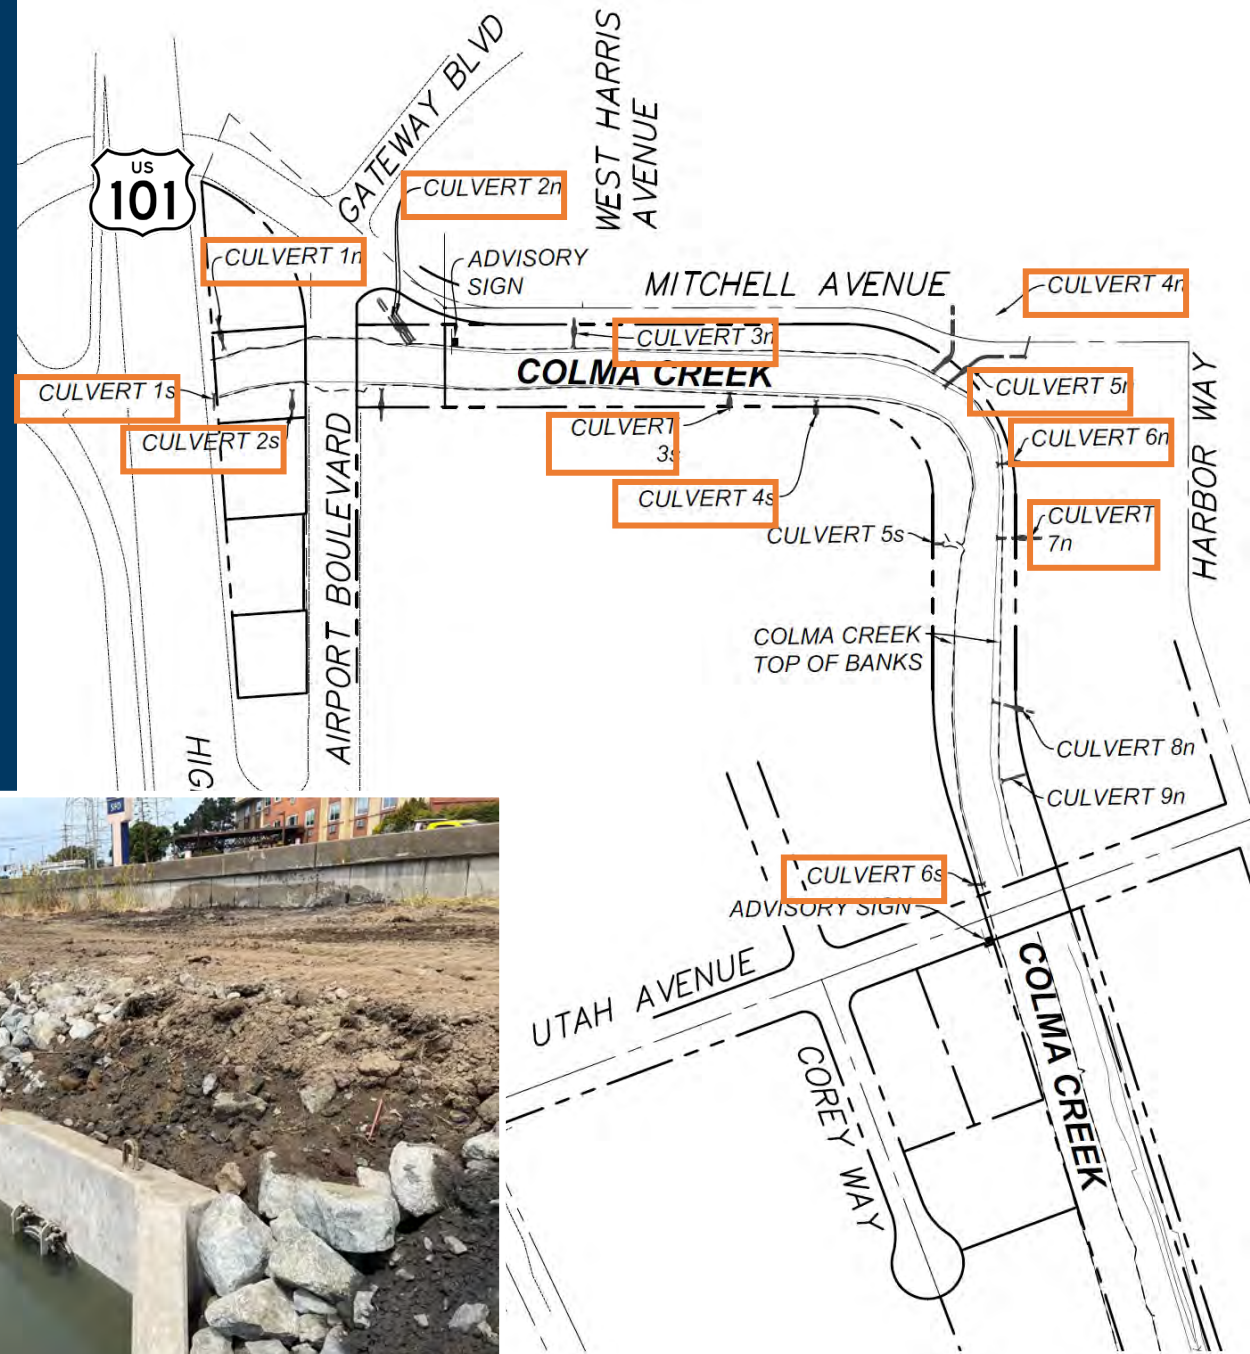 GATEWAY BLVD
WEST HARRIS
AVENUE
US
101
CULVERT 2n
CULVERT 1n
ADVISORY
SIGN
MITCHELL AVENUE
CULVERT 4n
CULVERT 3n
COLMA CREEK
CULVERT 5n
CULVERT 1s
CULVERT 2s
CULVERT
3s
CULVERT 6n
CULVERT 4s
CULVERT
7n
CULVERT 5s
HARBOR WAY
AIRPORT BOULEVARD
COLMA CREEK
TOP OF BANKS
HIG
CULVERT 8n
CULVERT 9n
CULVERT 6s
ADVISORY SIGN
UTAH AVENUE
COLMA CREEK
COREY WAY